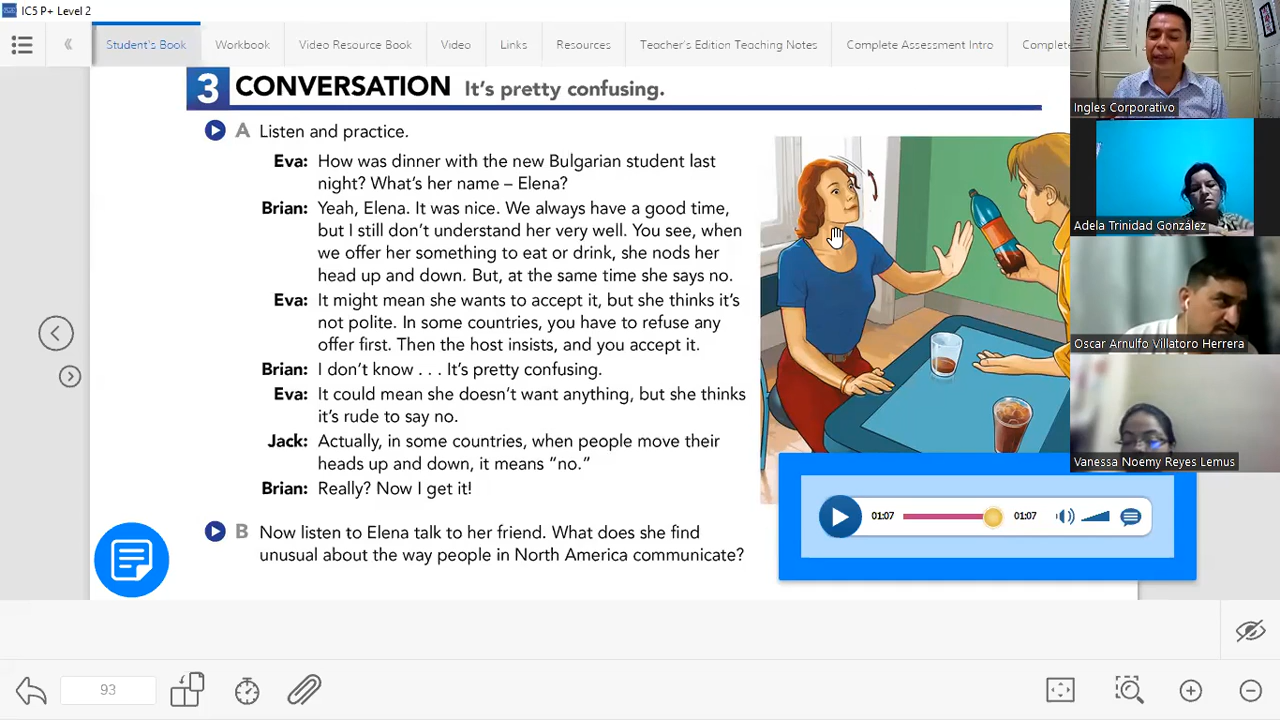 IC5 P+ Level 2
Student's Book
Workbook
Video Resource Book
Video
Links
Resources
Teacher's Edition Teaching Notes
Complete Assessment Intro
Complete
3 CONVERSATION It's pretty confusing.
A Listen and practice.
Eva: How was dinner with the new Bulgarian student last
night? What's her name – Elena?
Brian: Yeah, Elena. It was nice. We always have a good time,
but I still don't understand her very well. You see, when
we offer her something to eat or drink, she nods her
head up and down. But, at the same time she says no.
Eva: It might mean she wants to accept it, but she thinks it's
not polite. In some countries, you have to refuse any
offer first. Then the host insists, and you accept it.
Brian: I don't know . . . It's pretty confusing.
Eva: It could mean she doesn't want anything, but she thinks
it's rude to say no.
Jack: Actually, in some countries, when people move their
heads up and down, it means "no."
Brian: Really? Now I get it!
B Now listen to Elena talk to her friend. What does she find
unusual about the way people in North America communicate?
01:07
01:07
93
Ingles Corporativo
Adela Trinidad González
Oscar Arnulfo Villatoro Herrera
Vanessa Noemy Reyes Lemus